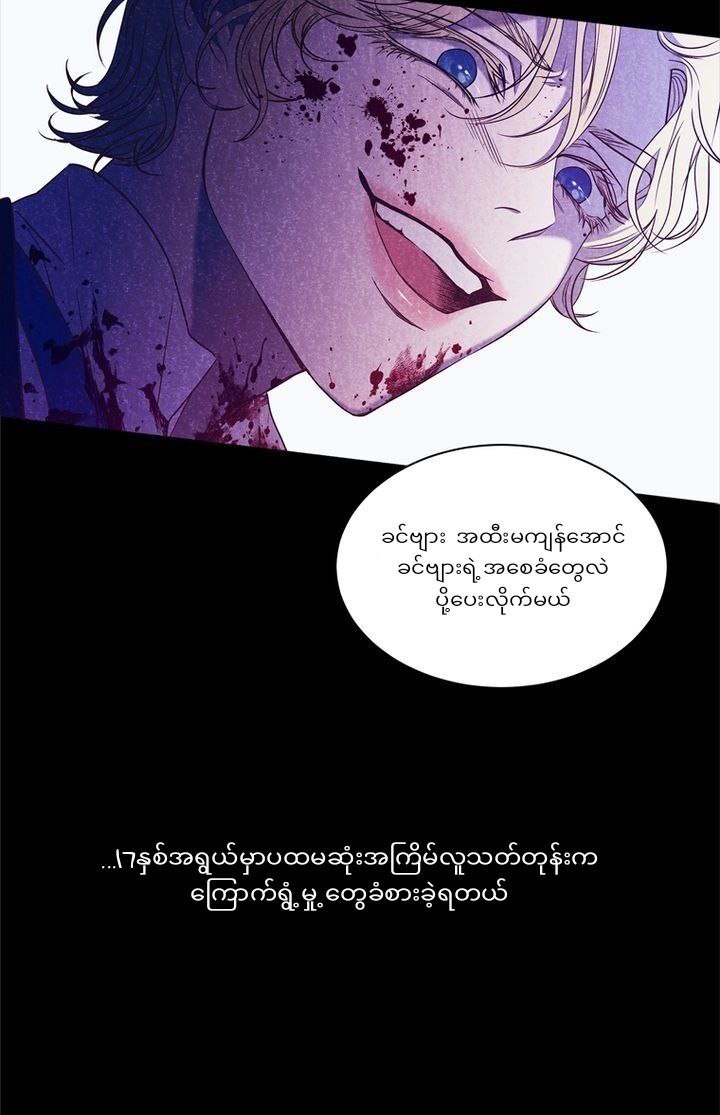 ခင်ဗျား အထီးမကျန်အောင်
ခင်ဗျားရဲ့အစေခံတွေလဲ
ပို့ပေးလိုက်မယ်
...၁၇နှစ်အရွယ်မှာပထမဆုံးအကြိမ်လူသတ်တုန်းက
ကြောက်ရွံ့မှု့တွေခံစားခဲ့ရတယ်